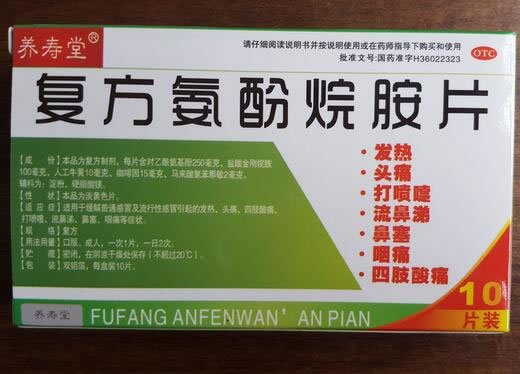 养寿堂®
请仔细阅读说明书并按说明使用或在药师指导下购买和使用
批准文号:国药准字H36022323
OTC
复方氨酚烷胺片
【成 份】本品为复方制剂，每片含对乙酰氨基酚250毫克、盐酸金刚烷胺
100毫克、人工牛黄10毫克、咖啡因15毫克、马来酸氯苯那敏2毫克。
辅料为：淀粉、硬脂酸镁。
【性 状】本品为淡黄色片。
【适 应 症】适用于缓解普通感冒及流行性感冒引起的发热、头痛、四肢酸痛、
打喷嚏，流鼻涕、鼻塞、咽痛等症状。
【规 格】复方
【用法用量】口服。成人，一次1片，一日2次。
【贮 藏】密闭，在阴凉干燥处保存（不超过20℃）。
【包 装】双铝箔，每盒装10片。
·发热
·头痛
·打喷嚏
·流鼻涕
·鼻塞
·咽痛
·四肢酸痛
10
片装
养寿堂
FUFANG ANFENWAN' AN PIAN